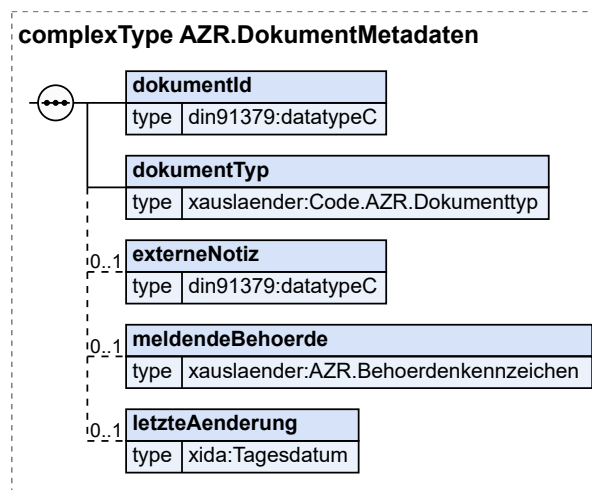 complexType AZR.DokumentMetadaten
dokumentId
type din91379:datatypeC
dokumentTyp
type xauslaender:Code.AZR.Dokumenttyp
0..1 externeNotiz
type din91379:datatypeC
0..1 meldendeBehoerde
type xauslaender:AZR.Behoerdenkennzeichen
0..1 letzteAenderung
type xida:Tagesdatum